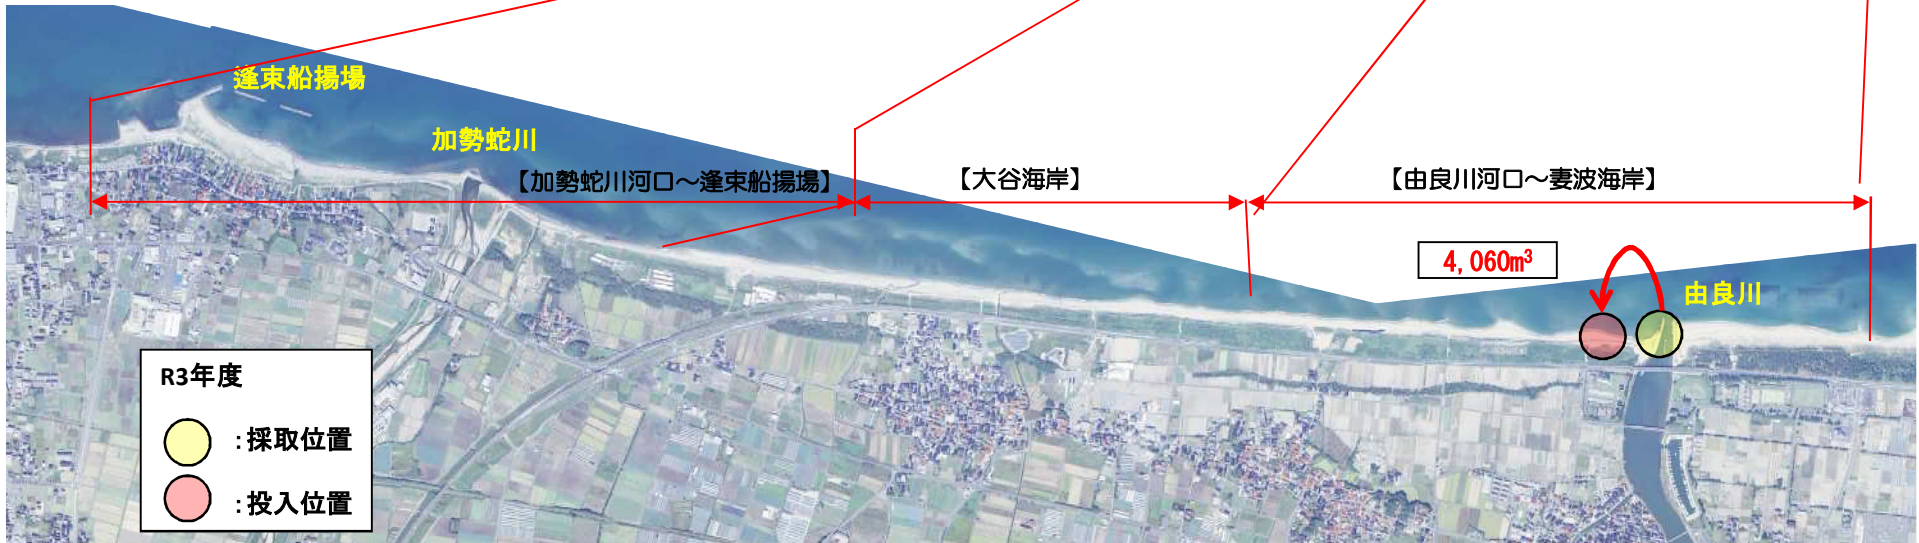 逢束船揚場
加勢蛇川
【加勢蛇川河口～逢束船揚場】
【大谷海岸】
【由良川河口～妻波海岸】
4,060m³
由良川
R3年度
：採取位置
：投入位置